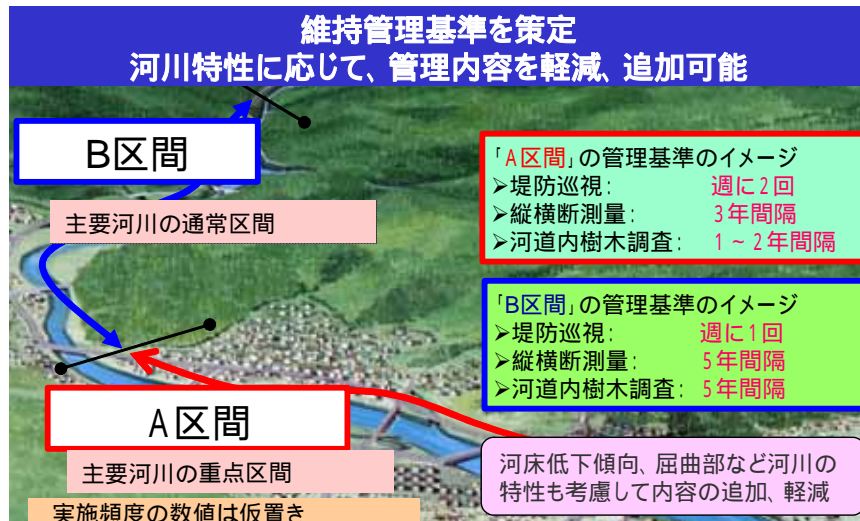 維持管理基準を策定
河川特性に応じて、管理内容を軽減、追加可能
B区間
主要河川の通常区間
「A区間」の管理基準のイメージ
➢堤防巡視: 週に2回
➢縦横断測量: 3年間隔
➢河道内樹木調査: 1~2年間隔
「B区間」の管理基準のイメージ
➢堤防巡視: 週に1回
➢縦横断測量: 5年間隔
➢河道内樹木調査: 5年間隔
A区間
主要河川の重点区間
河床低下傾向、屈曲部など河川の
特性も考慮して内容の追加、軽減
実施頻度の数値は仮置き